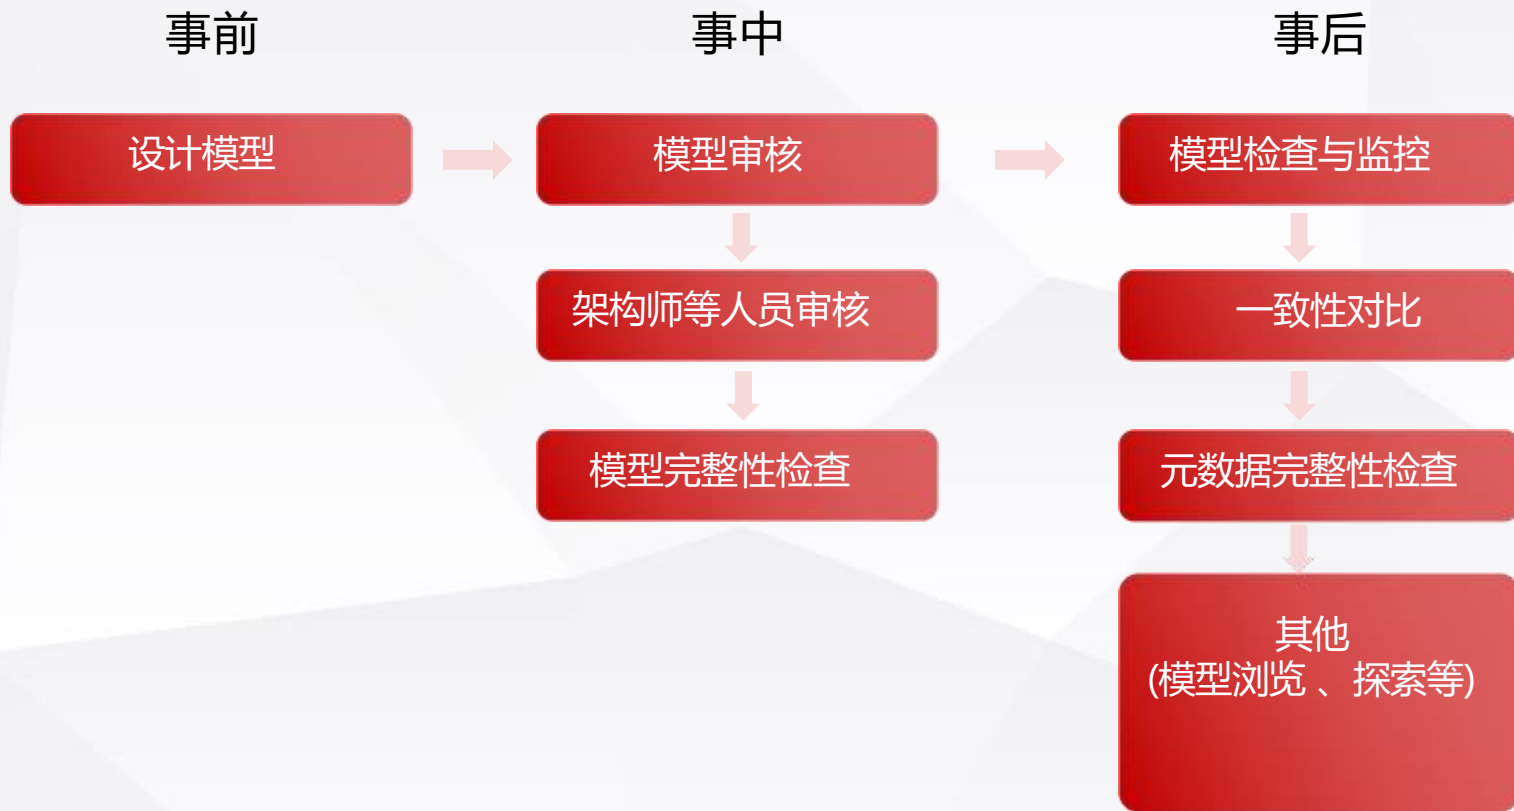 事前
事中
事后
设计模型
模型审核
模型检查与监控
架构师等人员审核
一致性对比
模型完整性检查
元数据完整性检查
其他
(模型浏览 、探索等)